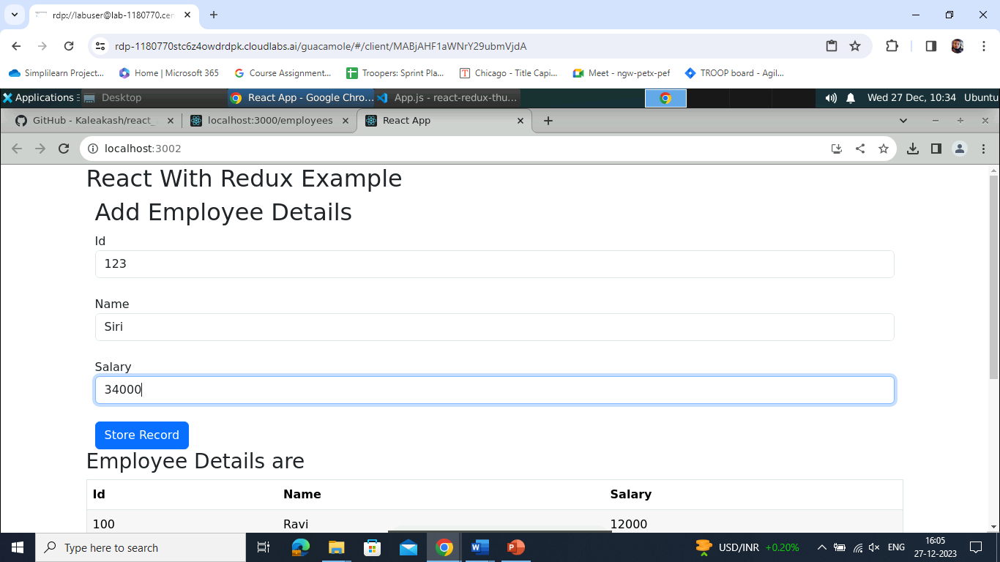 rdp://labuser@lab-1180770.cen
rdp-1180770stc6z4owdrdpk.cloudlabs.ai/guacamole/#/client/MABjAHF1aWNrY29ubmVjdA
Simplilearn Project... Home | Microsoft 365 Course Assignment... Troopers: Sprint Pla... Chicago - Title Capi... Meet - ngw-petx-pef TROOP board - Agil...
Applications Desktop React App - Google Chro... App.js - react-redux-thu... Wed 27 Dec, 10:34 Ubuntu
GitHub - Kaleakash/react_ localhost:3000/employees React App
localhost:3002
React With Redux Example
Add Employee Details
Id
123
Name
Siri
Salary
34000
Store Record
Employee Details are
Id Name Salary
100 Ravi 12000
Type here to search USD/INR +0.20% ENG 16:05
27-12-2023